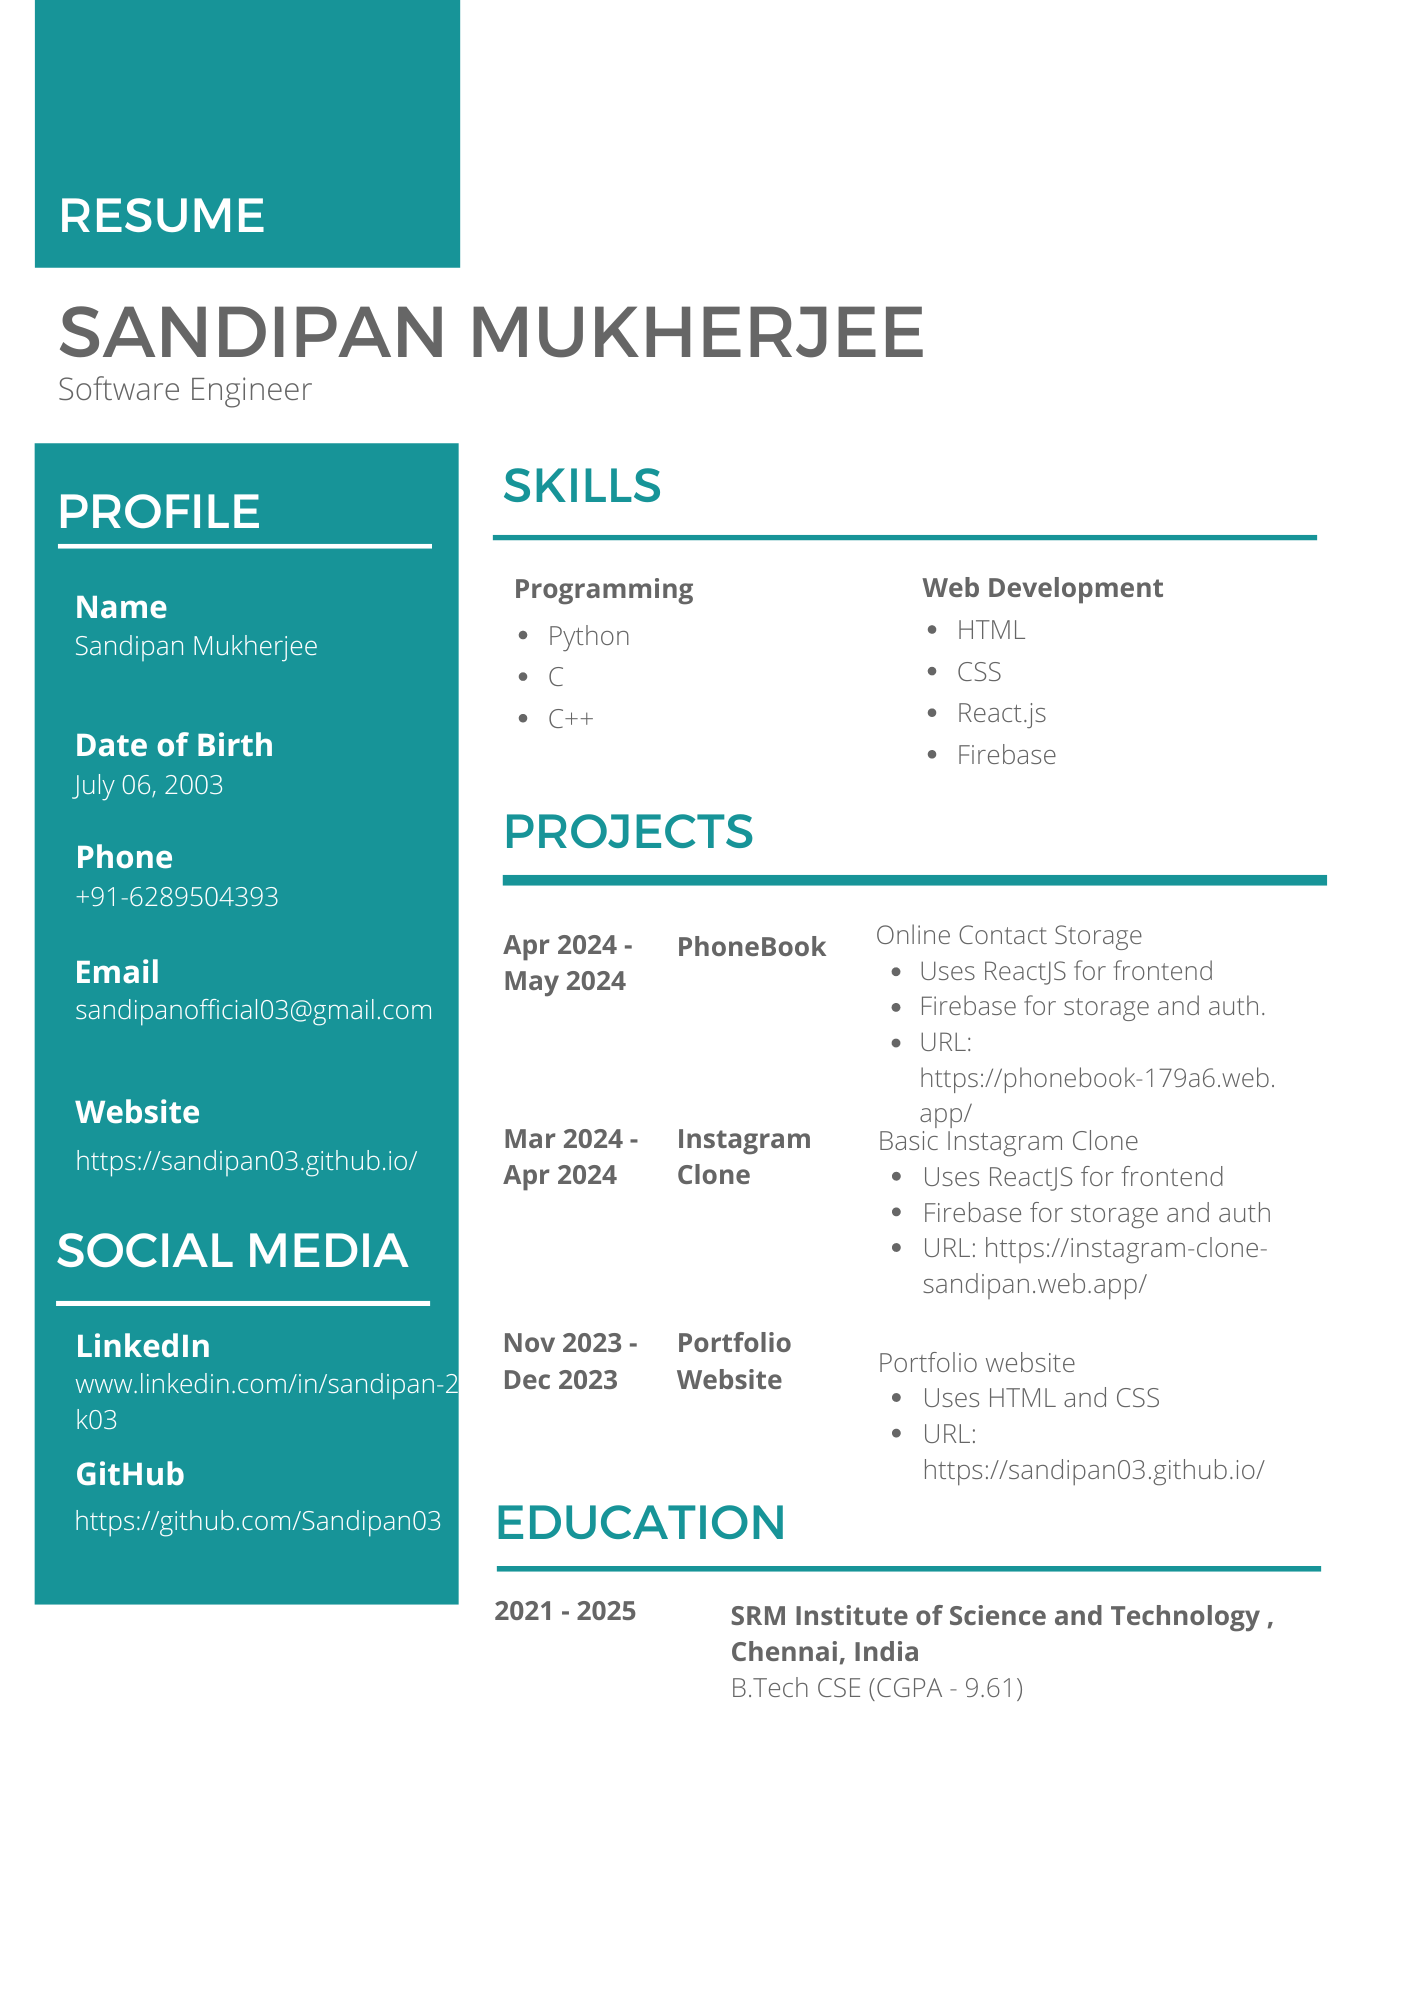 RESUME
SANDIPAN MUKHERJEE
Software Engineer
PROFILE
Name
Sandipan Mukherjee
Date of Birth
July 06, 2003
Phone
+91-6289504393
Email
sandipanofficial03@gmail.com
Website
https://sandipan03.github.io/
SOCIAL MEDIA
LinkedIn
www.linkedin.com/in/sandipan-2
k03
GitHub
https://github.com/Sandipan03
SKILLS
Programming
• Python
• C
• C++
Web Development
• HTML
• CSS
• React.js
• Firebase
PROJECTS
Apr 2024 -
May 2024
PhoneBook
Online Contact Storage
• Uses ReactJS for frontend
• Firebase for storage and auth.
• URL:
https://phonebook-179a6.web.
app/
Mar 2024 -
Apr 2024
Instagram
Clone
Basic Instagram Clone
• Uses ReactJS for frontend
• Firebase for storage and auth
• URL: https://instagram-clone-
sandipan.web.app/
Nov 2023 -
Dec 2023
Portfolio
Website
Portfolio website
• Uses HTML and CSS
• URL:
https://sandipan03.github.io/
EDUCATION
2021 - 2025
SRM Institute of Science and Technology ,
Chennai, India
B.Tech CSE (CGPA - 9.61)